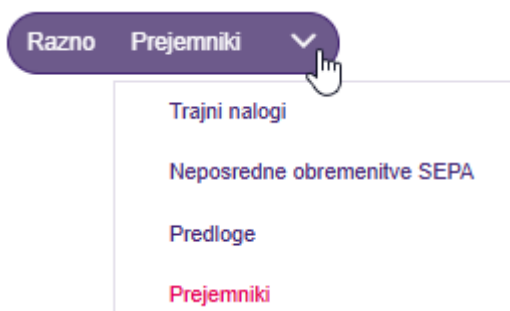 Razno Prejemniki
Trajni nalogi
Neposredne obremenitve SEPA
Predloge
Prejemniki